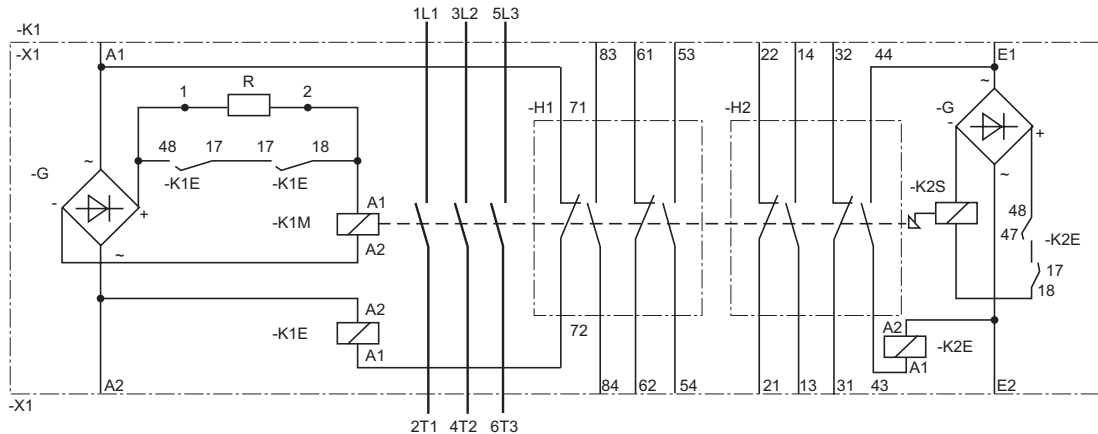 1L1 3L2 5L3
-K1
-X1 A1 83 61 53 22 14 32 44 E1
R
1 2
-H1 71 -H2
~
-G
- +
48 17 17 18
-K1E -K1E
~
-G
- +
-K2S
A1
-K1M
A2
48
47
-K2E
~
~
17
18
A2
-K1E
A1
72
A2
-K2E
A1
A2 84 62 54 21 13 31 43 E2
-X1
2T1 4T2 6T3